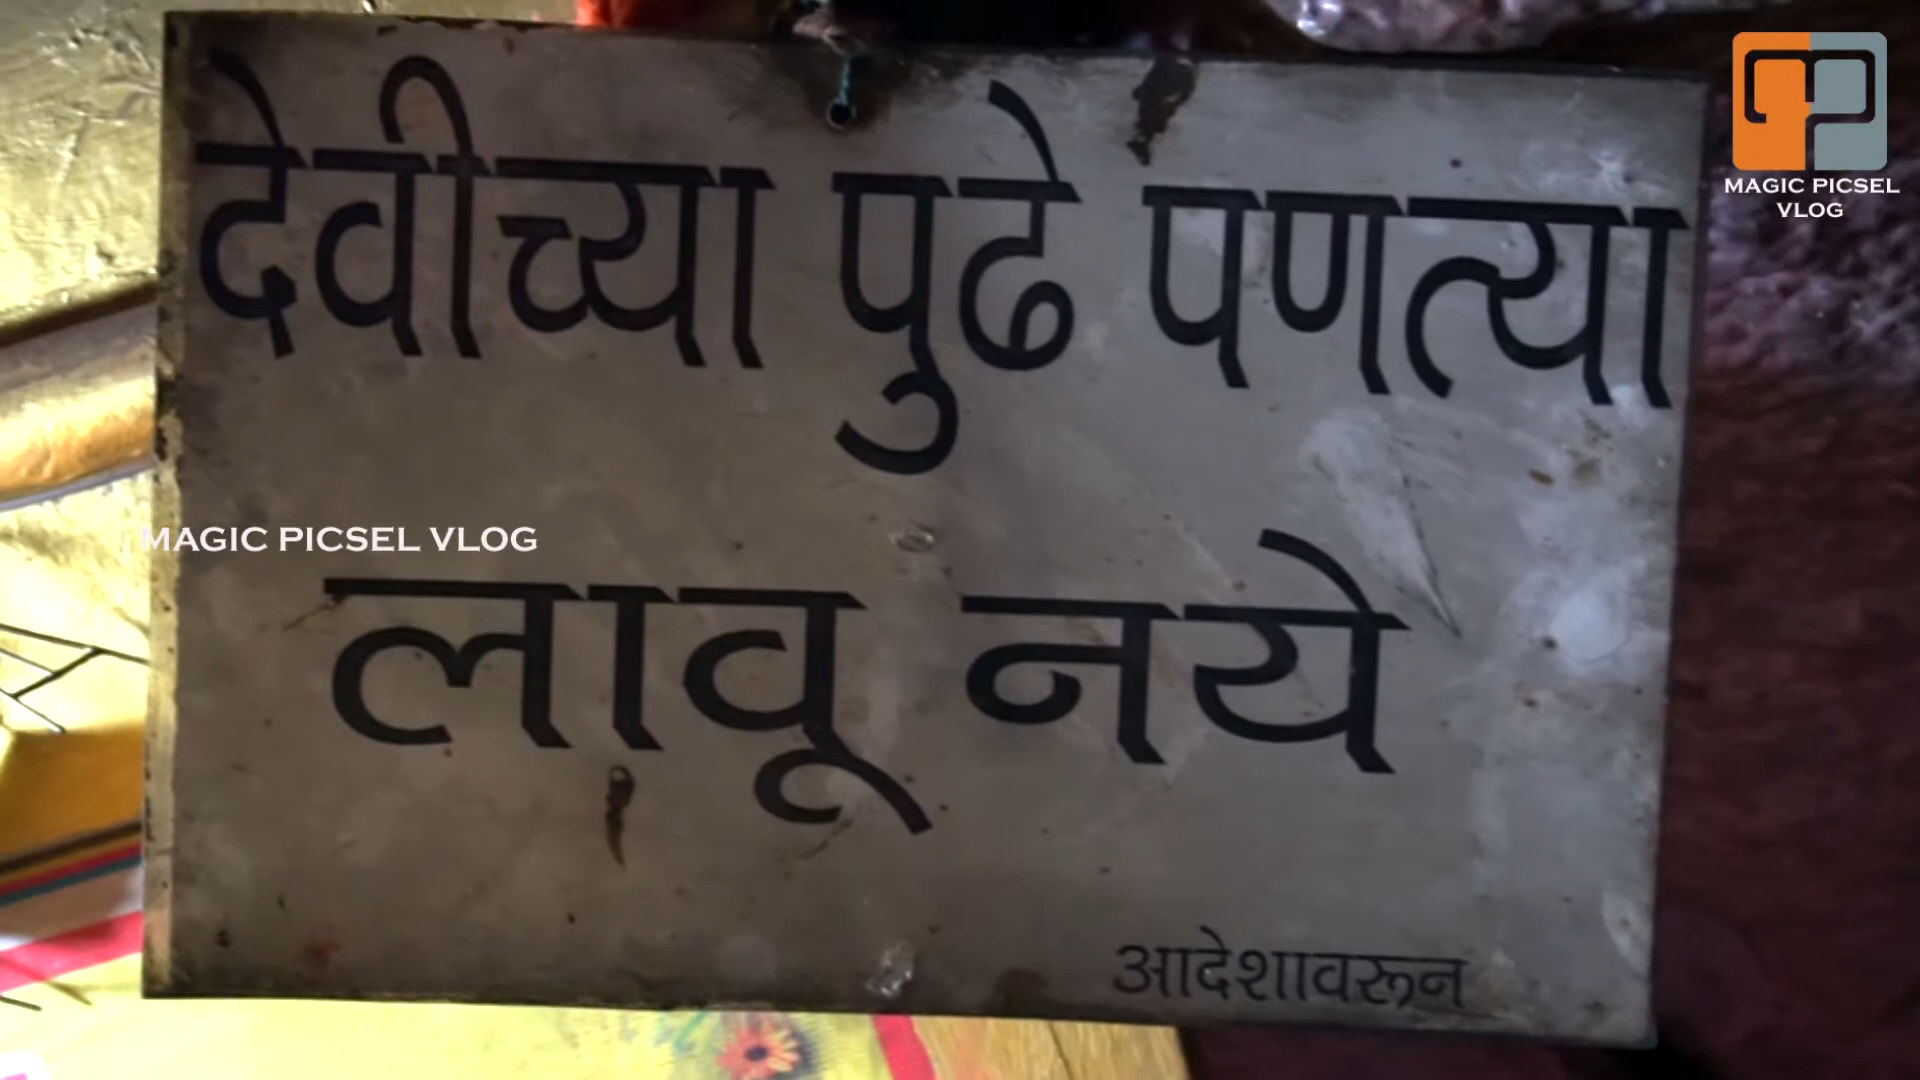 देवीच्या पुढे पणत्या
लावू नये
आदेशावरून
MAGIC PICSEL VLOG
MAGIC PICSEL
VLOG